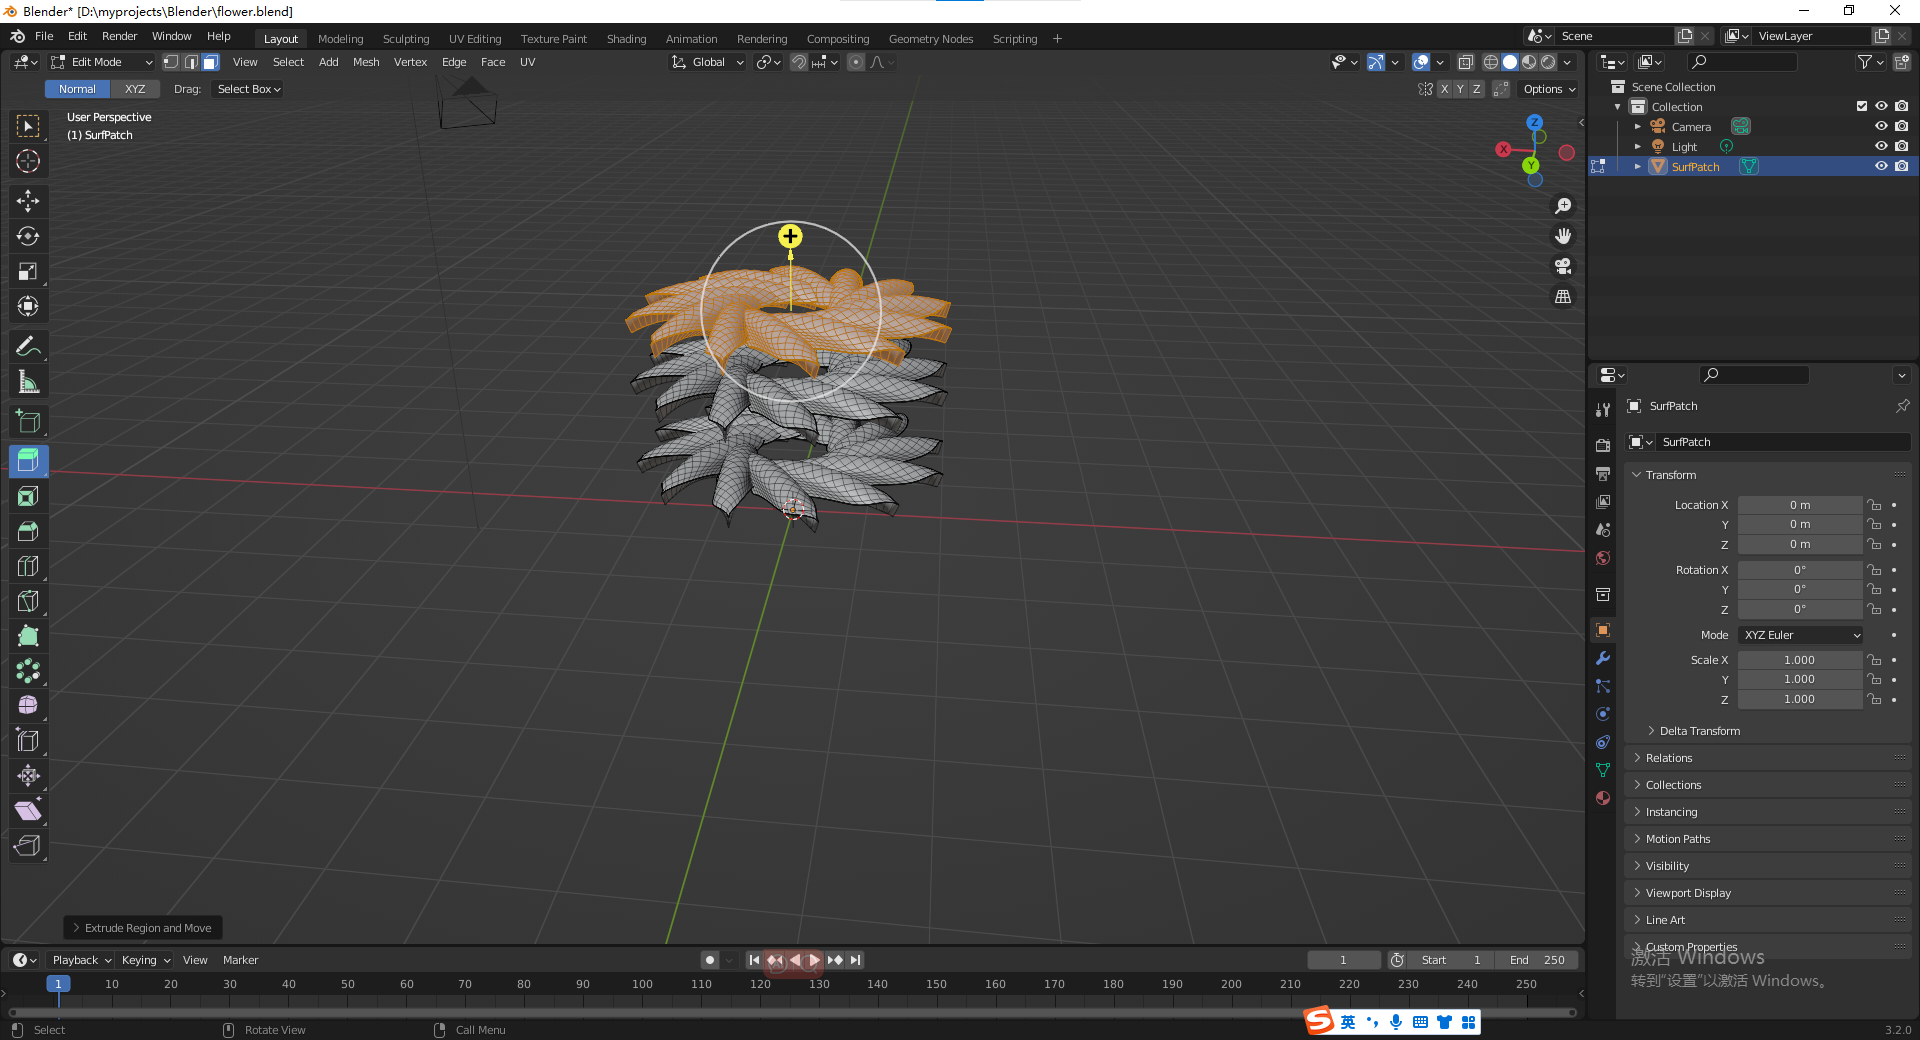 Blender* [D:\myprojects\Blender\flower.blend]
File Edit Render Window Help Layout Modeling Sculpting UV Editing Texture Paint Shading Animation Rendering Compositing Geometry Nodes Scripting + Scene ViewLayer
Edit Mode View Select Add Mesh Vertex Edge Face UV Global
Normal XYZ Drag: Select Box X Y Z Options
User Perspective
(1) SurfPatch
Z
X
Y
Scene Collection
Collection
Camera
Light
SurfPatch
SurfPatch
SurfPatch
Transform
Location X 0 m
Y 0 m
Z 0 m
Rotation X 0°
Y 0°
Z 0°
Mode XYZ Euler
Scale X 1.000
Y 1.000
Z 1.000
Delta Transform
Relations
Collections
Instancing
Motion Paths
Visibility
Viewport Display
Line Art
Custom Properties
激活 Windows
转到“设置”以激活 Windows。
Extrude Region and Move
Playback Keying View Marker 1 Start 1 End 250
1 10 20 30 40 50 60 70 80 90 100 110 120 130 140 150 160 170 180 190 200 210 220 230 240 250
英
Select Rotate View Call Menu 3.2.0